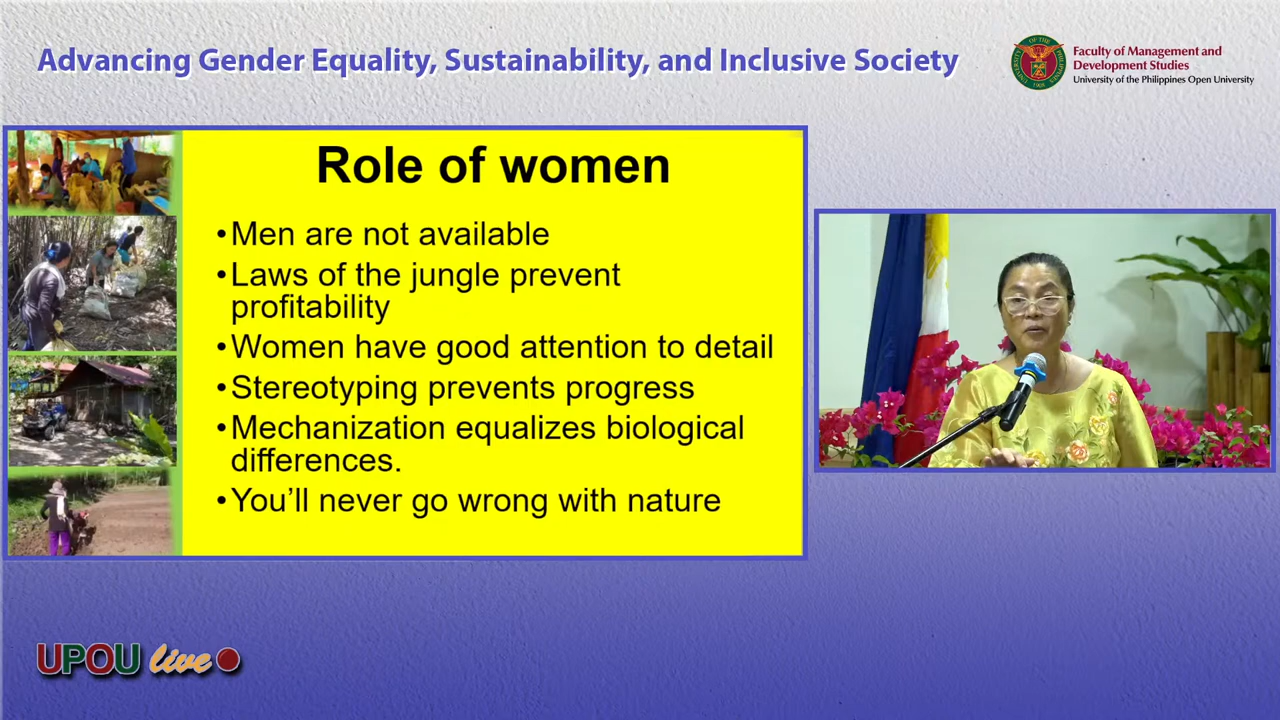 Advancing Gender Equality, Sustainability, and Inclusive Society
Faculty of Management and
Development Studies
University of the Philippines Open University
Role of women
•Men are not available
•Laws of the jungle prevent
profitability
•Women have good attention to detail
•Stereotyping prevents progress
•Mechanization equalizes biological
differences.
•You’ll never go wrong with nature
UPOU live